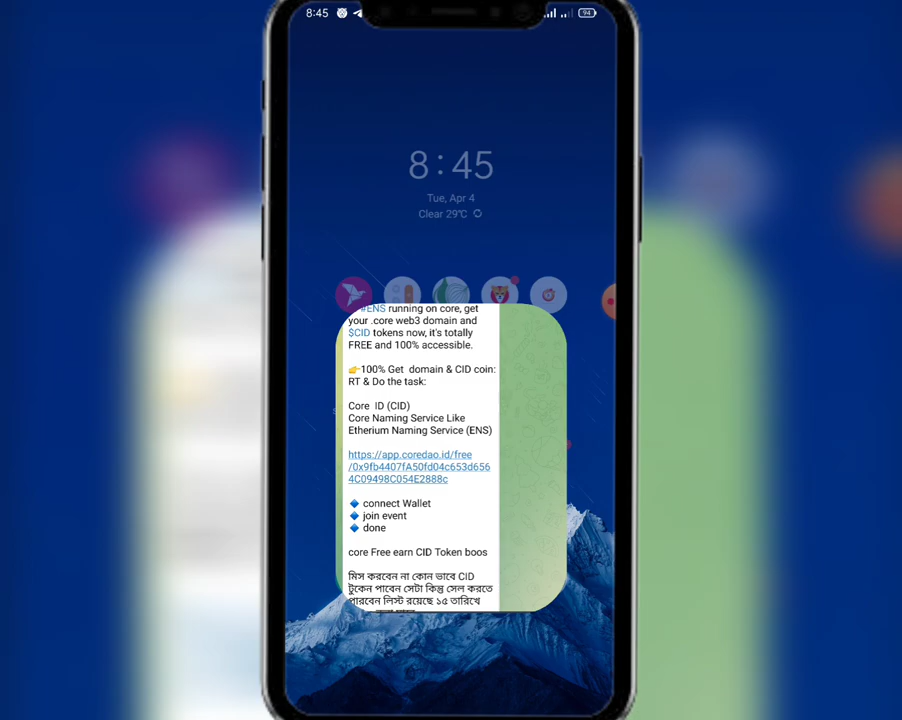 8:45
94
8:45
Tue, Apr 4
Clear 29°C
#ENS running on core, get
your .core web3 domain and
$CID tokens now, it's totally
FREE and 100% accessible.
👉100% Get domain & CID coin:
RT & Do the task:
Core ID (CID)
Core Naming Service Like
Etherium Naming Service (ENS)
https://app.coredao.id/free
/0x9fb4407fA50fd04c653d656
4C09498C054E2888c
🔹 connect Wallet
🔹 join event
🔹 done
core Free earn CID Token boos
মিস করবেন না কোন ভাবে CID
টুকেন পাবেন সেটা কিন্তু সেল করতে
পারবেন লিস্ট রয়েছে ১৫ তারিখে